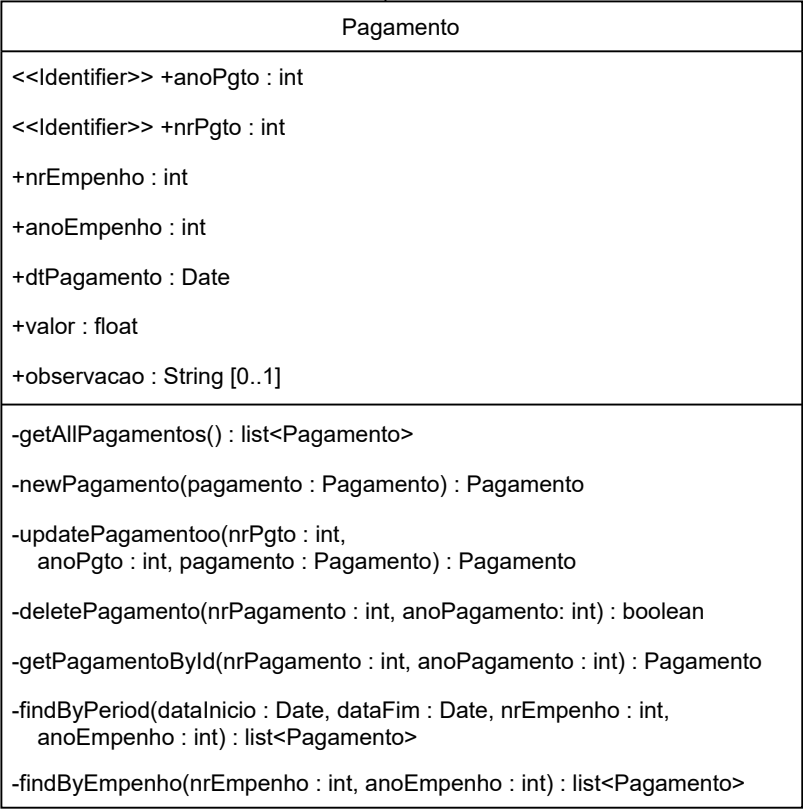 Pagamento
<<Identifier>> +anoPgto : int
<<Identifier>> +nrPgto : int
+nrEmpenho : int
+anoEmpenho : int
+dtPagamento : Date
+valor : float
+observacao : String [0..1]
-getAllPagamentos() : list<Pagamento>
-newPagamento(pagamento : Pagamento) : Pagamento
-updatePagamentoo(nrPgto : int,
anoPgto : int, pagamento : Pagamento) : Pagamento
-deletePagamento(nrPagamento : int, anoPagamento: int) : boolean
-getPagamentoById(nrPagamento : int, anoPagamento : int) : Pagamento
-findByPeriod(dataInicio : Date, dataFim : Date, nrEmpenho : int,
anoEmpenho : int) : list<Pagamento>
-findByEmpenho(nrEmpenho : int, anoEmpenho : int) : list<Pagamento>